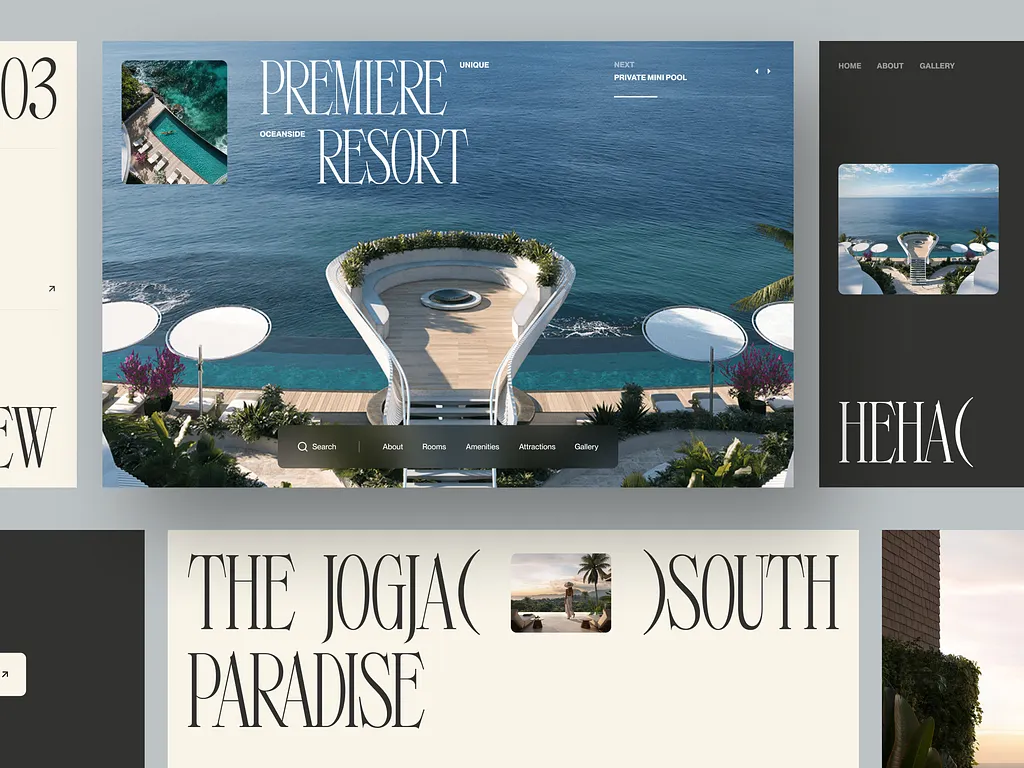 03
EW
PREMIERE
UNIQUE
OCEANSIDE
RESORT
NEXT
PRIVATE MINI POOL
Search
About Rooms Amenities Attractions Gallery
HOME ABOUT GALLERY
HEHA(
THE JOGJA( )SOUTH
PARADISE